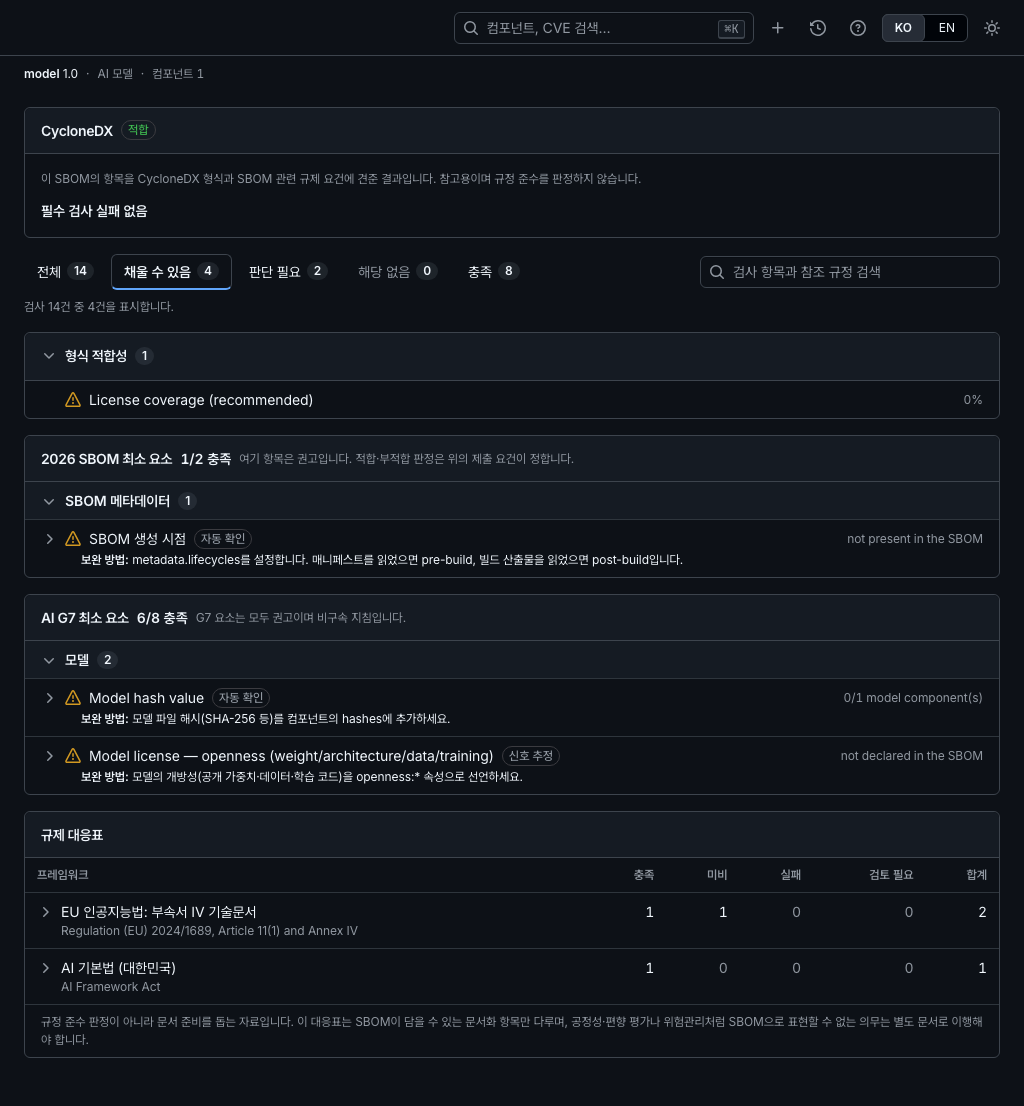 컴포넌트, CVE 검색... ⌘K
KO EN
model 1.0 · AI 모델 · 컴포넌트 1
CycloneDX 적합
이 SBOM의 항목을 CycloneDX 형식과 SBOM 관련 규제 요건에 견준 결과입니다. 참고용이며 규정 준수를 판정하지 않습니다.
필수 검사 실패 없음
전체 14 채울 수 있음 4 판단 필요 2 해당 없음 0 충족 8
검사 항목과 참조 규정 검색
검사 14건 중 4건을 표시합니다.
형식 적합성 1
License coverage (recommended) 0%
2026 SBOM 최소 요소 1/2 충족 여기 항목은 권고입니다. 적합·부적합 판정은 위의 제출 요건이 정합니다.
SBOM 메타데이터 1
SBOM 생성 시점 자동 확인 not present in the SBOM
보완 방법: metadata.lifecycles를 설정합니다. 매니페스트를 읽었으면 pre-build, 빌드 산출물을 읽었으면 post-build입니다.
AI G7 최소 요소 6/8 충족 G7 요소는 모두 권고이며 비구속 지침입니다.
모델 2
Model hash value 자동 확인 0/1 model component(s)
보완 방법: 모델 파일 해시(SHA-256 등)를 컴포넌트의 hashes에 추가하세요.
Model license — openness (weight/architecture/data/training) 신호 추정 not declared in the SBOM
보완 방법: 모델의 개방성(공개 가중치·데이터·학습 코드)을 openness:* 속성으로 선언하세요.
규제 대응표
프레임워크 충족 미비 실패 검토 필요 합계
EU 인공지능법: 부속서 IV 기술문서 1 1 0 0 2
Regulation (EU) 2024/1689, Article 11(1) and Annex IV
AI 기본법 (대한민국) 1 0 0 0 1
AI Framework Act
규정 준수 판정이 아니라 문서 준비를 돕는 자료입니다. 이 대응표는 SBOM이 담을 수 있는 문서화 항목만 다루며, 공정성·편향 평가나 위험관리처럼 SBOM으로 표현할 수 없는 의무는 별도 문서로 이행해
야 합니다.